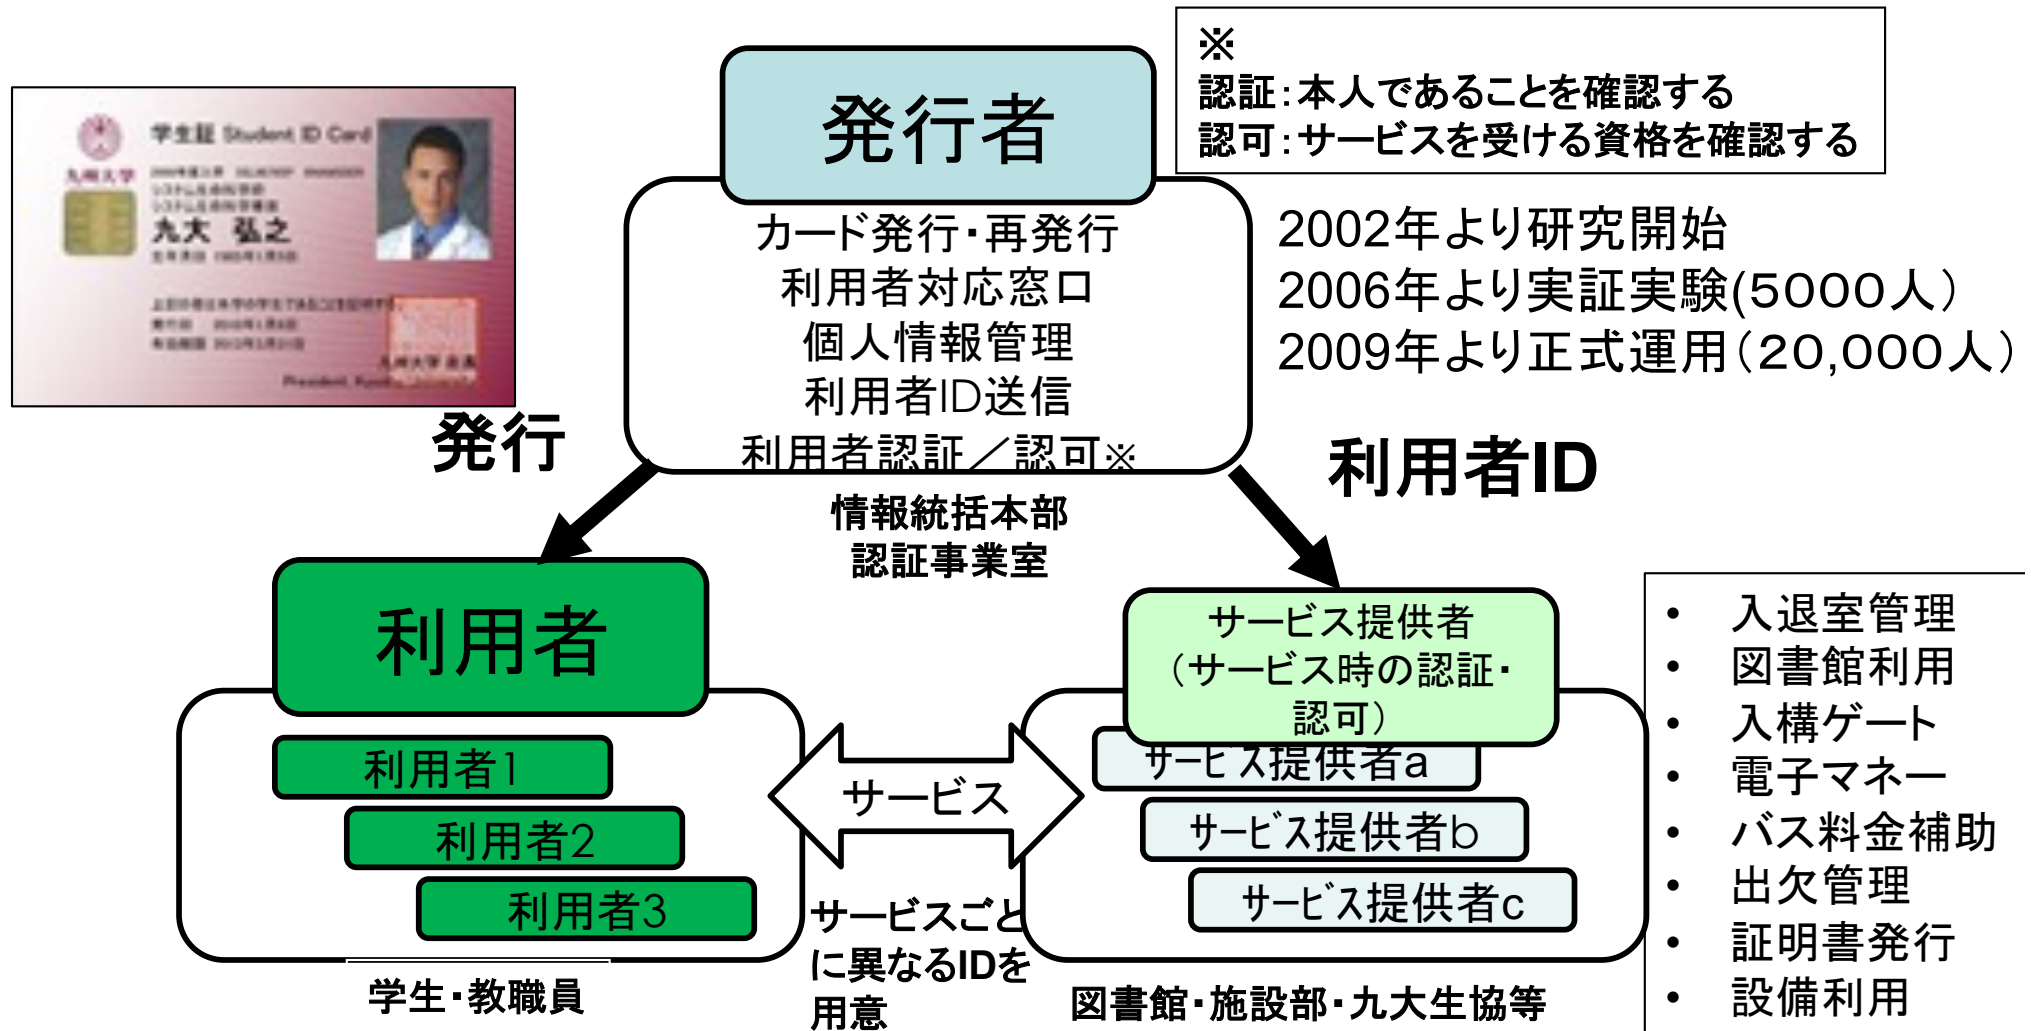 学生証 Student ID Card
九州大学
システム生命科学府
九大 弘之
発行者
カード発行・再発行
利用者対応窓口
個人情報管理
利用者ID送信
利用者認証／認可※
情報統括本部
認証事業室
※
認証：本人であることを確認する
認可：サービスを受ける資格を確認する
2002年より研究開始
2006年より実証実験(5000人）
2009年より正式運用（20,000人）
発行
利用者ID
利用者
利用者1
利用者2
利用者3
学生・教職員
サービス
サービスごと
に異なるIDを
用意
サービス提供者
（サービス時の認証・
認可）
サービス提供者a
サービス提供者b
サービス提供者c
図書館・施設部・九大生協等
• 入退室管理
• 図書館利用
• 入構ゲート
• 電子マネー
• バス料金補助
• 出欠管理
• 証明書発行
• 設備利用